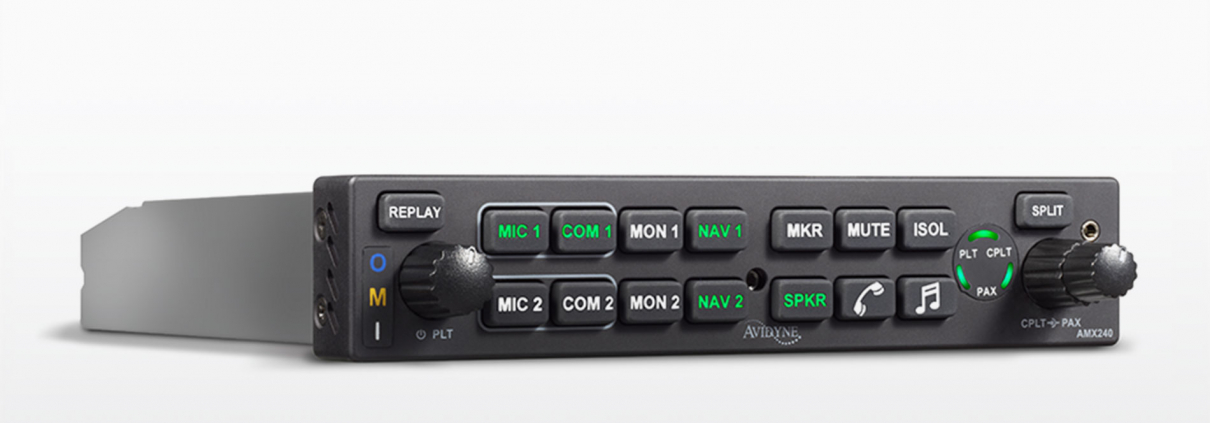 REPLAY
MIC 1 COM 1 MON 1 NAV 1 MKR MUTE ISOL
SPLIT
O
M
I
MIC 2 COM 2 MON 2 NAV 2 SPKR
PLT CPLT
PAX
PLT
AVIDYNE
CPLT PAX
AMX240